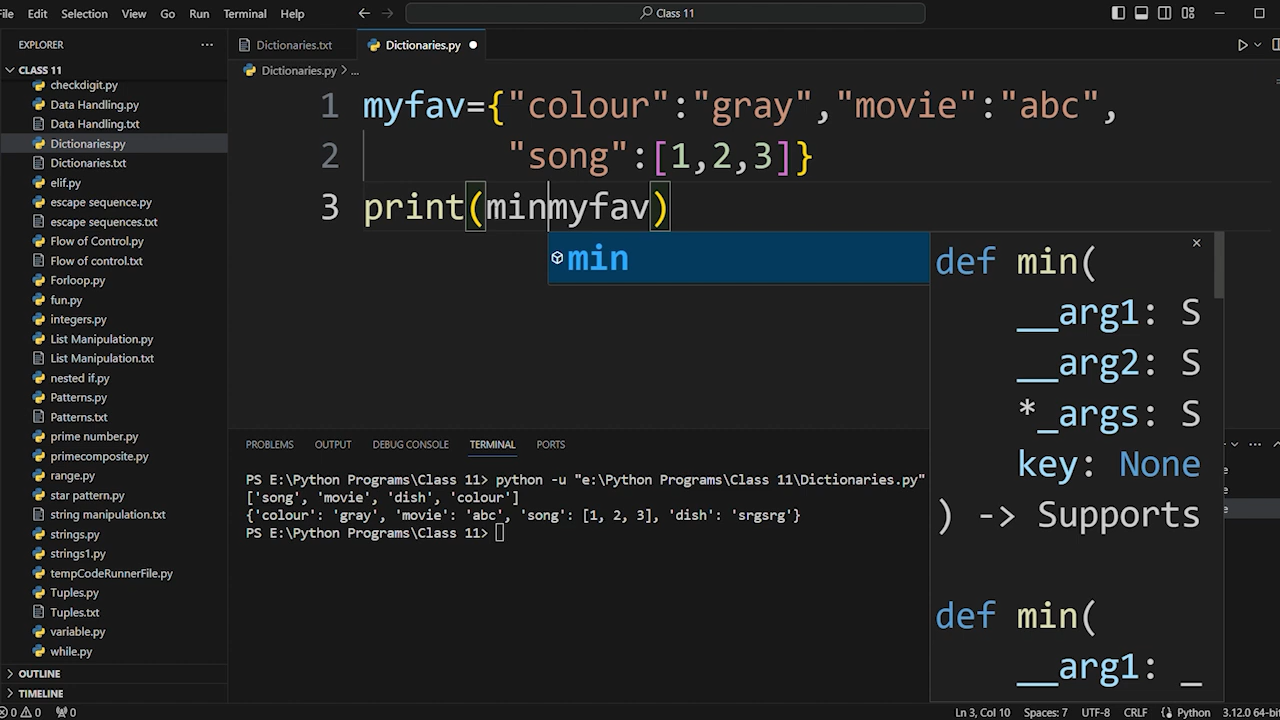 File Edit Selection View Go Run Terminal Help Class 11
EXPLORER
CLASS 11
checkdigit.py
Data Handling.py
Data Handling.txt
Dictionaries.py
Dictionaries.txt
elif.py
escape sequence.py
escape sequences.txt
Flow of Control.py
Flow of control.txt
Forloop.py
fun.py
integers.py
List Manipulation.py
List Manipulation.txt
nested if.py
Patterns.py
Patterns.txt
prime number.py
primecomposite.py
range.py
star pattern.py
string manipulation.txt
strings.py
strings1.py
tempCodeRunnerFile.py
Tuples.py
Tuples.txt
variable.py
while.py
OUTLINE
TIMELINE
Dictionaries.txt Dictionaries.py
Dictionaries.py > ...
1 myfav={"colour":"gray","movie":"abc",
2 "song":[1,2,3]}
3 print(minmyfav)
min
def min(
__arg1: S
__arg2: S
*_args: S
key: None
) -> Supports
def min(
__arg1: _
PROBLEMS OUTPUT DEBUG CONSOLE TERMINAL PORTS
PS E:\Python Programs\Class 11> python -u "e:\Python Programs\Class 11\Dictionaries.py"
['song', 'movie', 'dish', 'colour']
{'colour': 'gray', 'movie': 'abc', 'song': [1, 2, 3], 'dish': 'srgsrg'}
PS E:\Python Programs\Class 11>
0 0 0 Ln 3, Col 10 Spaces: 7 UTF-8 CRLF Python 3.12.0 64-bit